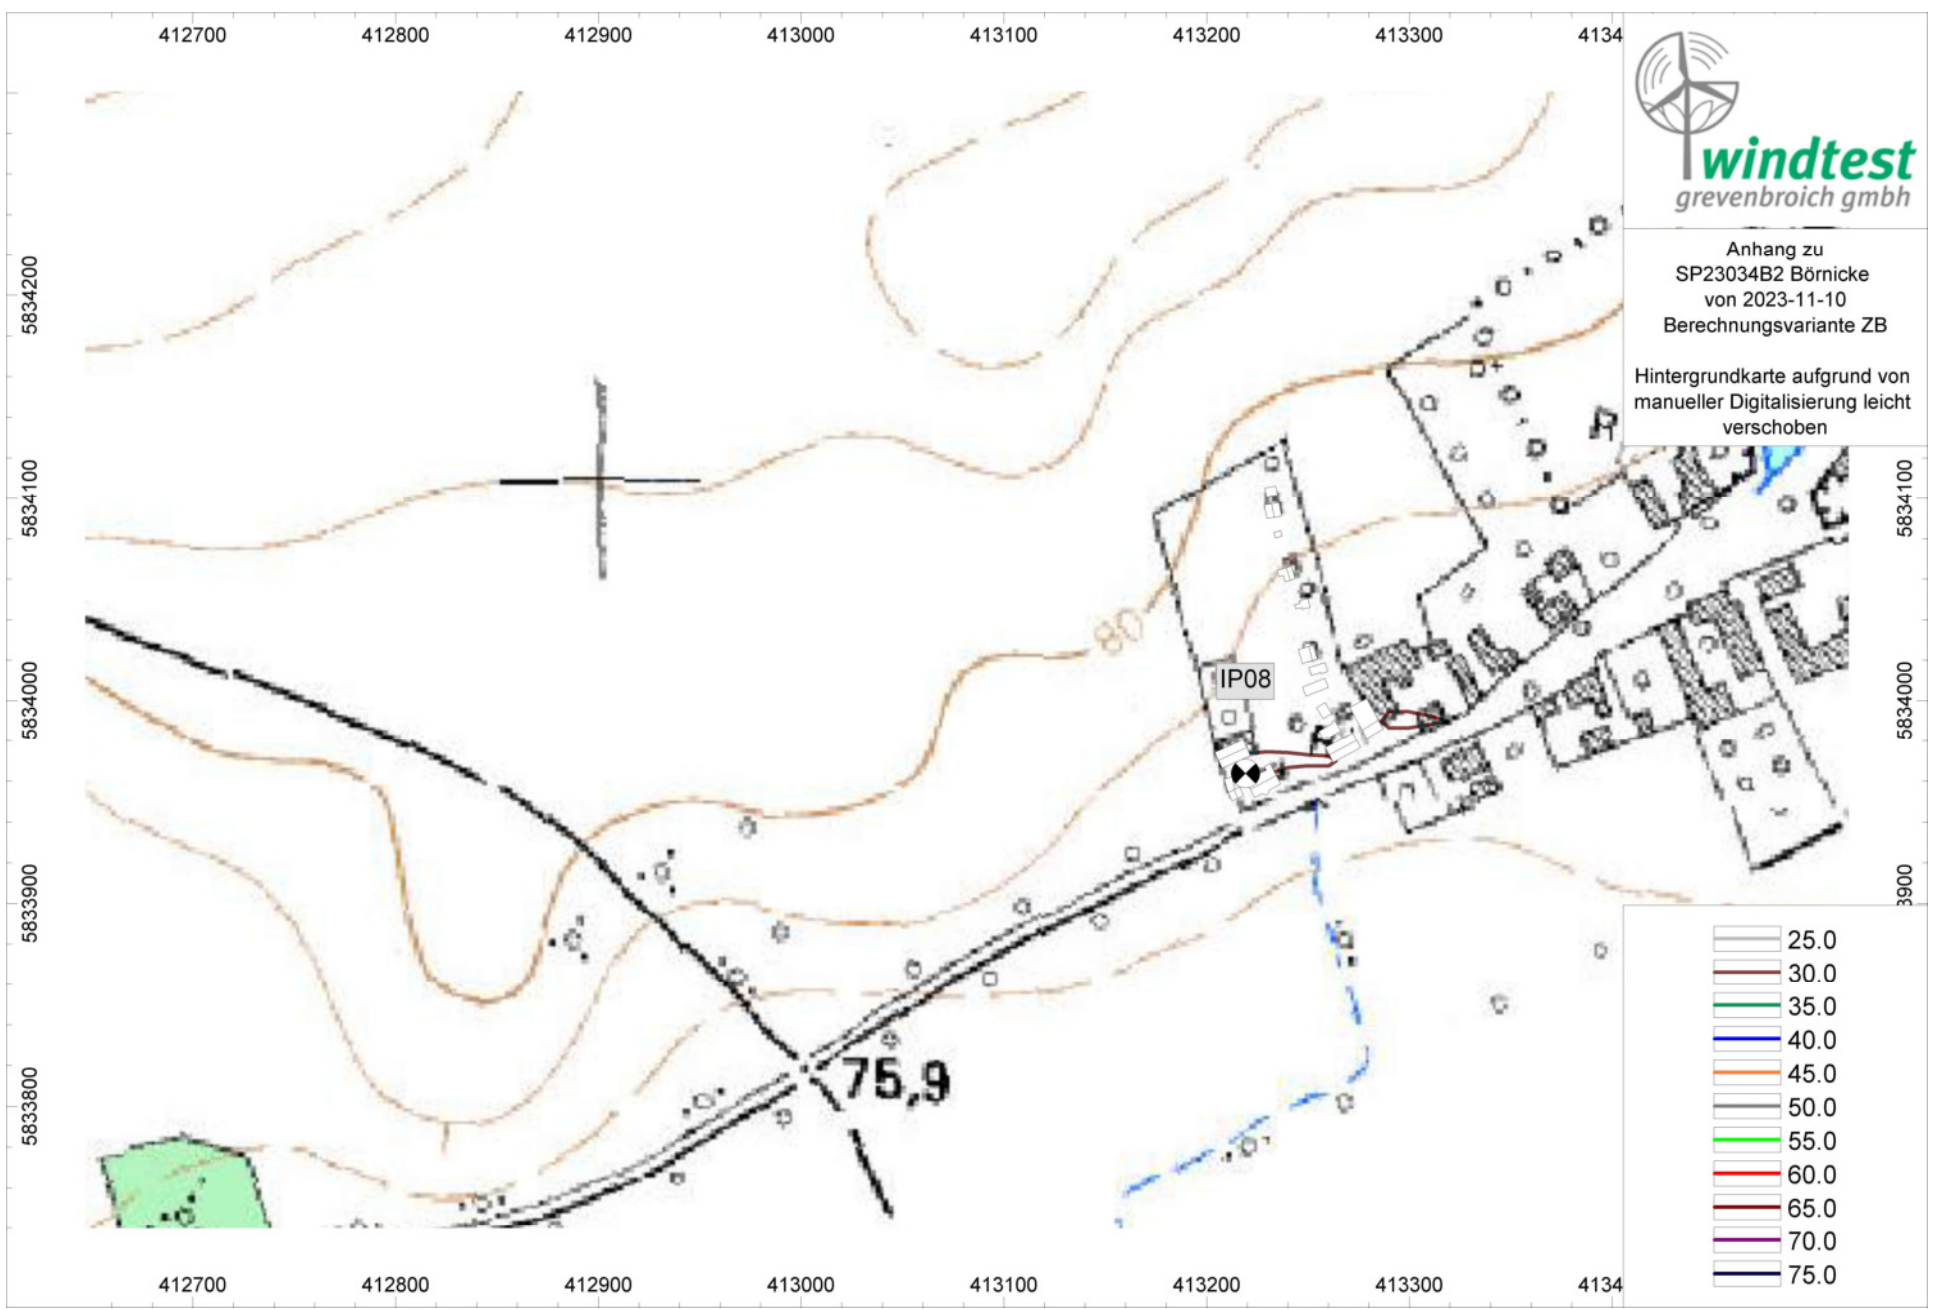 412700 412800 412900 413000 413100 413200 413300 4134
windtest
grevenbroich gmbh
Anhang zu
SP23034B2 Börnicke
von 2023-11-10
Berechnungsvariante ZB
Hintergrundkarte aufgrund von
manueller Digitalisierung leicht
verschoben
5834200
5834100
5834100
5834000
5834000
IP08
5833900
3900
5833800
75,9
25.0
30.0
35.0
40.0
45.0
50.0
55.0
60.0
65.0
70.0
75.0
412700 412800 412900 413000 413100 413200 413300 4134